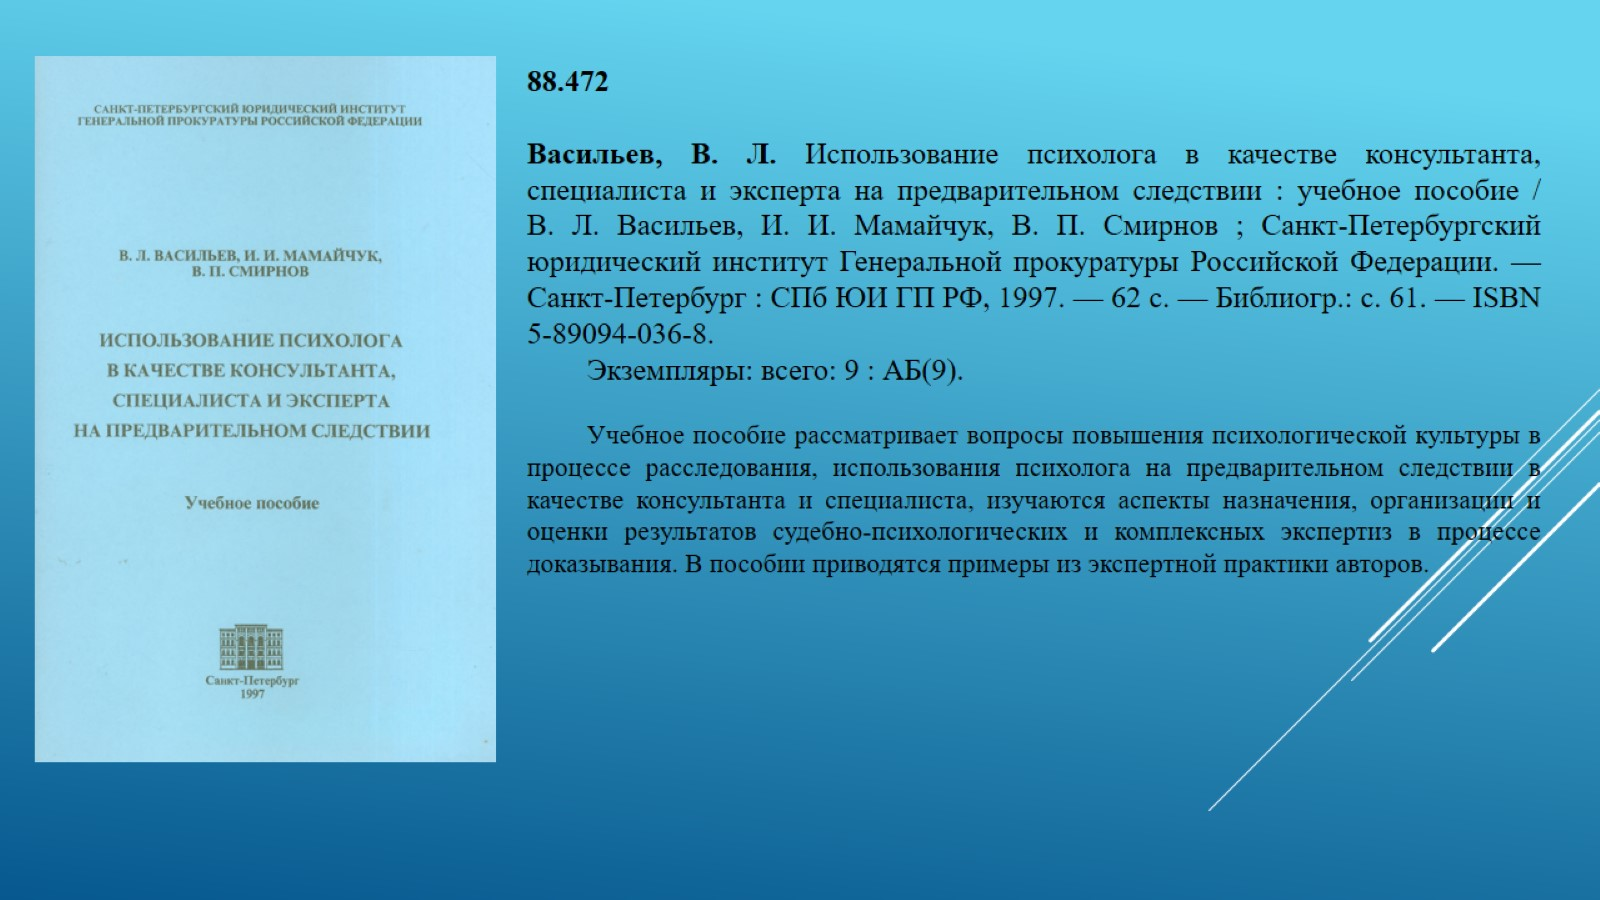 САНКТ-ПЕТЕРБУРГСКИЙ ЮРИДИЧЕСКИЙ ИНСТИТУТ
ГЕНЕРАЛЬНОЙ ПРОКУРАТУРЫ РОССИЙСКОЙ ФЕДЕРАЦИИ
В. Л. ВАСИЛЬЕВ, И. И. МАМАЙЧУК,
В. П. СМИРНОВ
ИСПОЛЬЗОВАНИЕ ПСИХОЛОГА
В КАЧЕСТВЕ КОНСУЛЬТАНТА,
СПЕЦИАЛИСТА И ЭКСПЕРТА
НА ПРЕДВАРИТЕЛЬНОМ СЛЕДСТВИИ
Учебное пособие
Санкт-Петербург
1997
88.472
Васильев, В. Л. Использование психолога в качестве консультанта,
специалиста и эксперта на предварительном следствии : учебное пособие /
В. Л. Васильев, И. И. Мамайчук, В. П. Смирнов ; Санкт-Петербургский
юридический институт Генеральной прокуратуры Российской Федерации. —
Санкт-Петербург : СПб ЮИ ГП РФ, 1997. — 62 с. — Библиогр.: с. 61. — ISBN
5-89094-036-8.
Экземпляры: всего: 9 : АБ(9).
Учебное пособие рассматривает вопросы повышения психологической культуры в
процессе расследования, использования психолога на предварительном следствии в
качестве консультанта и специалиста, изучаются аспекты назначения, организации и
оценки результатов судебно-психологических и комплексных экспертиз в процессе
доказывания. В пособии приводятся примеры из экспертной практики авторов.